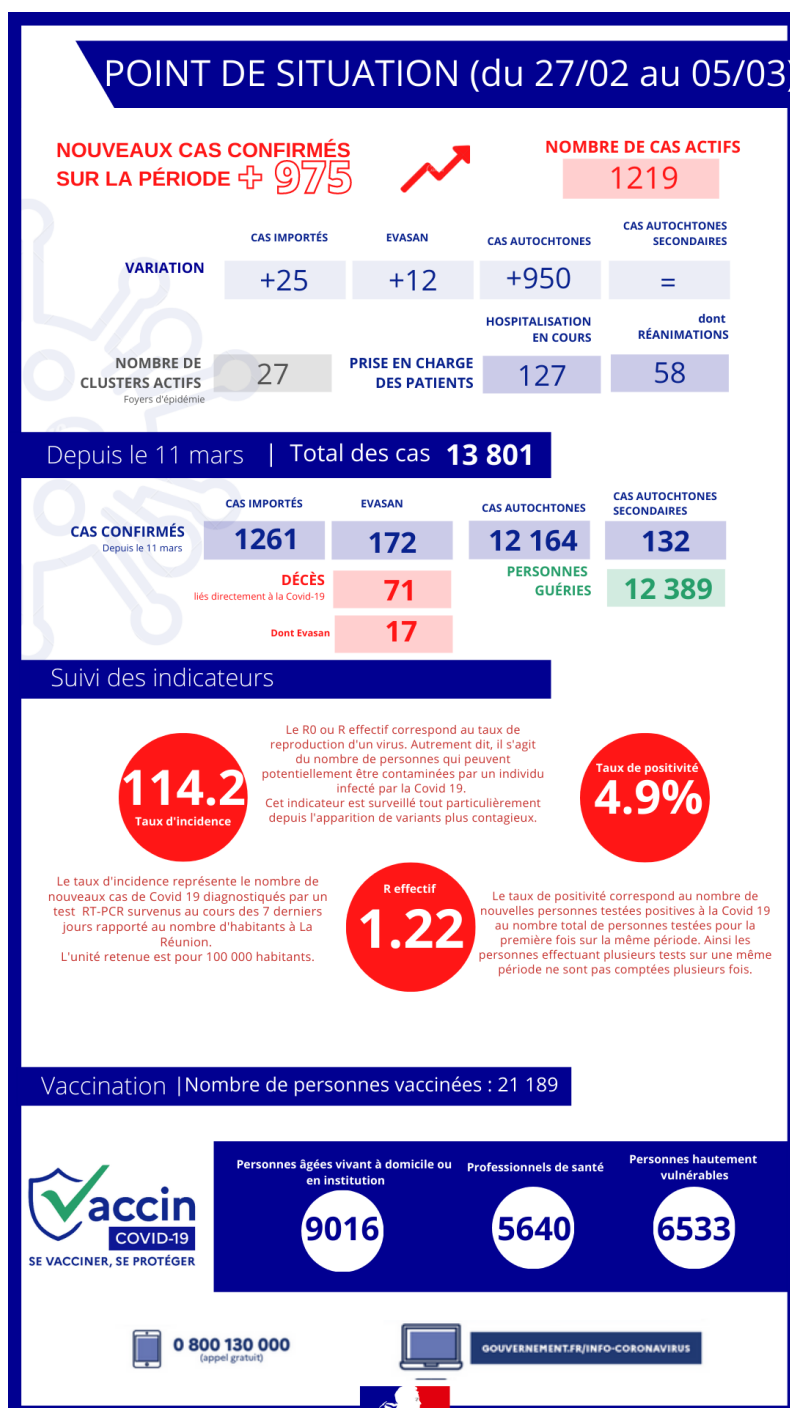 POINT DE SITUATION (du 27/02 au 05/03)
NOUVEAUX CAS CONFIRMÉS
SUR LA PÉRIODE + 975
NOMBRE DE CAS ACTIFS
1219
CAS IMPORTÉS
EVASAN
CAS AUTOCHTONES
CAS AUTOCHTONES
SECONDAIRES
VARIATION
+25
+12
+950
=
HOSPITALISATION
EN COURS
dont
RÉANIMATIONS
NOMBRE DE
CLUSTERS ACTIFS
Foyers d'épidémie
27
PRISE EN CHARGE
DES PATIENTS
127
58
Depuis le 11 mars | Total des cas 13 801
CAS IMPORTÉS
EVASAN
CAS AUTOCHTONES
CAS AUTOCHTONES
SECONDAIRES
CAS CONFIRMÉS
Depuis le 11 mars
1261
172
12 164
132
DÉCÈS
liés directement à la Covid-19
71
PERSONNES
GUÉRIES
12 389
Dont Evasan
17
Suivi des indicateurs
114.2
Taux d'incidence
Le R0 ou R effectif correspond au taux de
reproduction d'un virus. Autrement dit, il s'agit
du nombre de personnes qui peuvent
potentiellement être contaminées par un individu
infecté par la Covid 19.
Cet indicateur est surveillé tout particulièrement
depuis l'apparition de variants plus contagieux.
Taux de positivité
4.9%
Le taux d'incidence représente le nombre de
nouveaux cas de Covid 19 diagnostiqués par un
test RT-PCR survenus au cours des 7 derniers
jours rapporté au nombre d'habitants à La
Réunion.
L'unité retenue est pour 100 000 habitants.
R effectif
1.22
Le taux de positivité correspond au nombre de
nouvelles personnes testées positives à la Covid 19
au nombre total de personnes testées pour la
première fois sur la même période. Ainsi les
personnes effectuant plusieurs tests sur une même
période ne sont pas comptées plusieurs fois.
Vaccination |Nombre de personnes vaccinées : 21 189
Vaccin
COVID-19
SE VACCINER, SE PROTÉGER
Personnes âgées vivant à domicile ou
en institution
9016
Professionnels de santé
5640
Personnes hautement
vulnérables
6533
0 800 130 000
(appel gratuit)
GOUVERNEMENT.FR/INFO-CORONAVIRUS